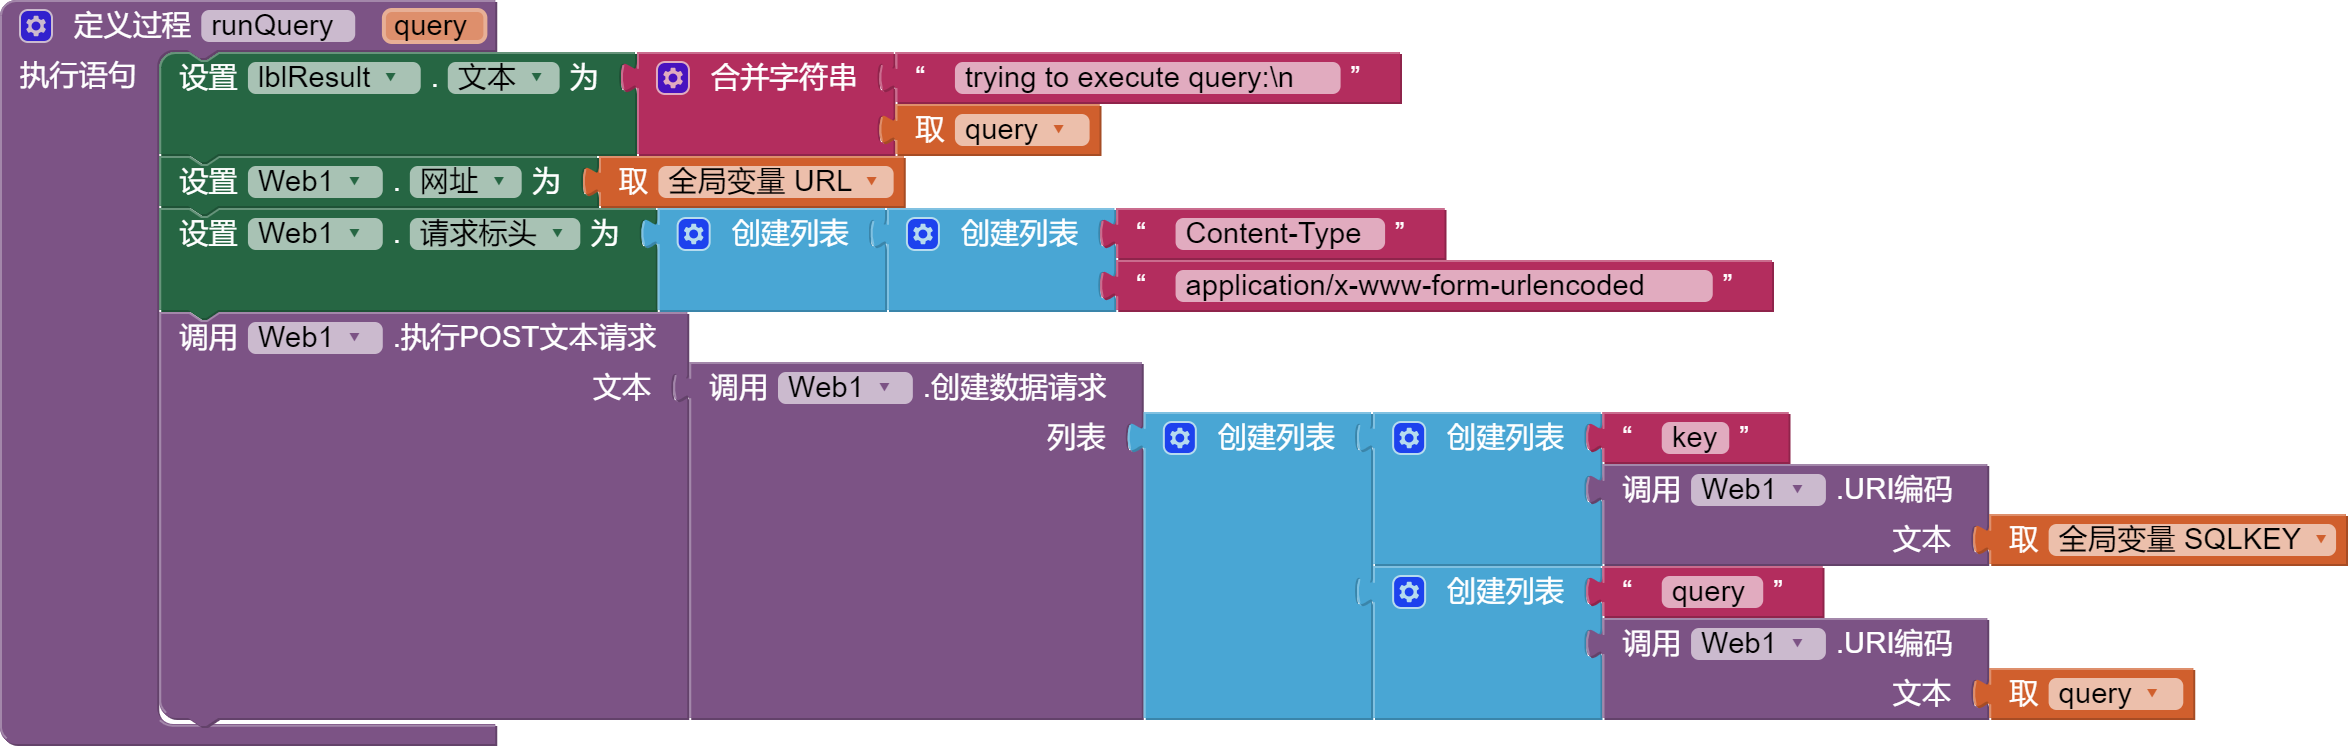 定义过程 runQuery query
执行语句 设置 lblResult . 文本 为 合并字符串 “ trying to execute query:\n ”
取 query
设置 Web1 . 网址 为 取 全局变量 URL
设置 Web1 . 请求标头 为 创建列表 创建列表 “ Content-Type ”
“ application/x-www-form-urlencoded ”
调用 Web1 .执行POST文本请求
文本 调用 Web1 .创建数据请求
列表 创建列表 创建列表 “ key ”
调用 Web1 .URI编码
文本 取 全局变量 SQLKEY
创建列表 “ query ”
调用 Web1 .URI编码
文本 取 query